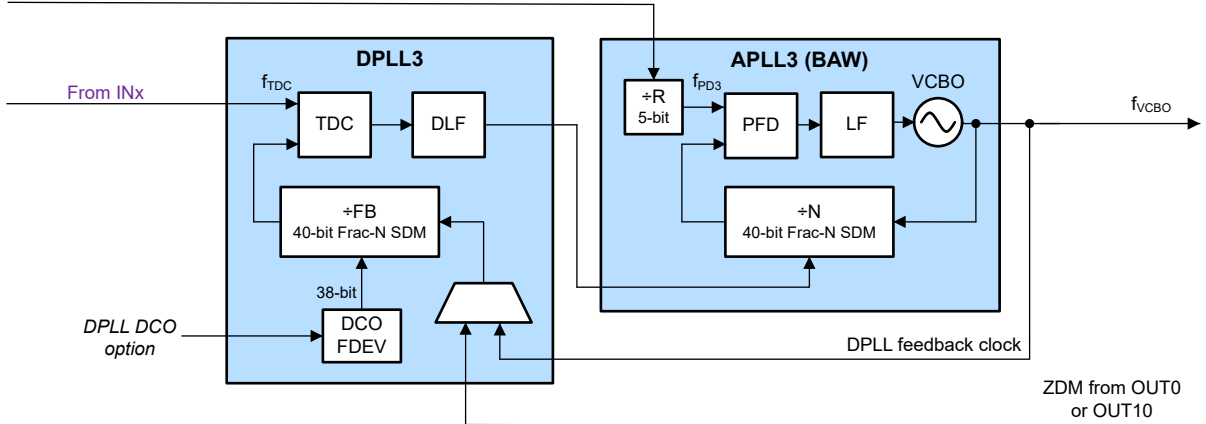 DPLL3
APLL3 (BAW)
From INx
fTDC
TDC
DLF
÷R
5-bit
fPD3
PFD
LF
VCBO
fVCBO
÷FB
40-bit Frac-N SDM
÷N
40-bit Frac-N SDM
38-bit
DPLL DCO
option
DCO
FDEV
DPLL feedback clock
ZDM from OUT0
or OUT10